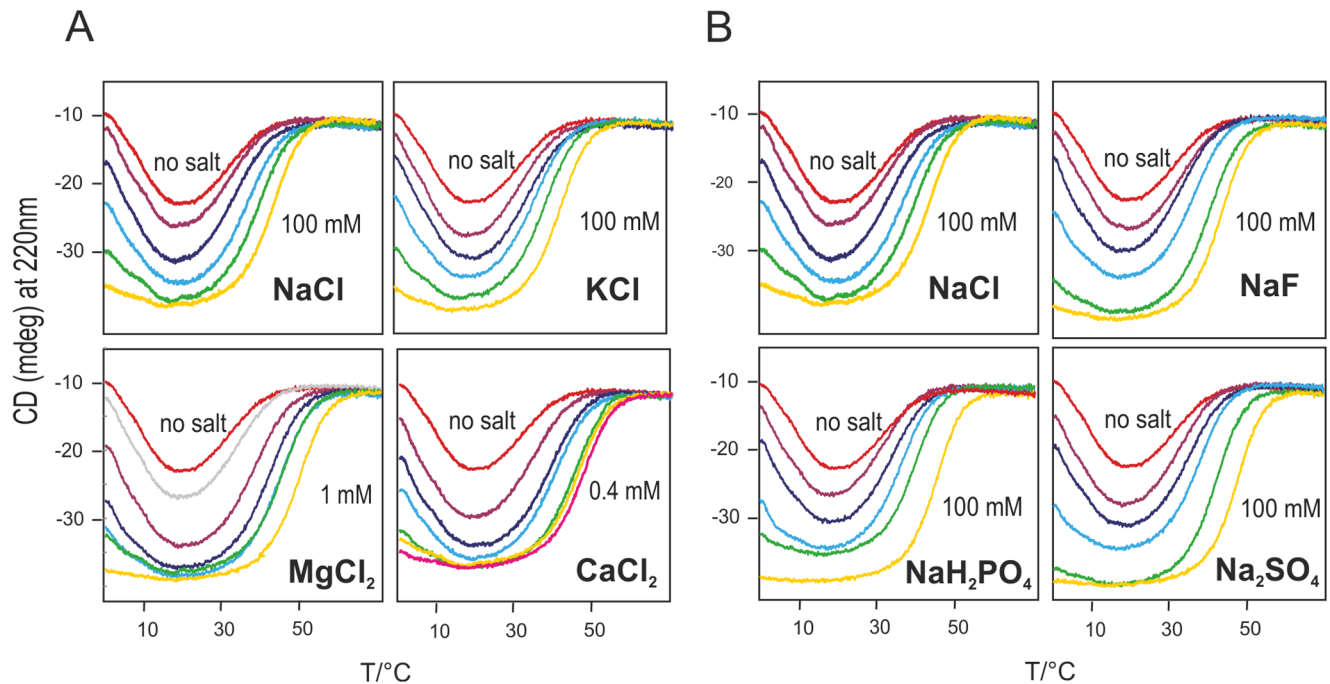 A
B
-10
-20
-30
no salt
100 mM
NaCl
no salt
100 mM
KCl
-10
-20
-30
no salt
1 mM
MgCl2
no salt
0.4 mM
CaCl2
10
30
50
10
30
50
T/°C
CD (mdeg) at 220nm
-10
-20
-30
no salt
100 mM
NaCl
no salt
100 mM
NaF
-10
-20
-30
no salt
100 mM
NaH2PO4
no salt
100 mM
Na2SO4
10
30
50
10
30
50
T/°C